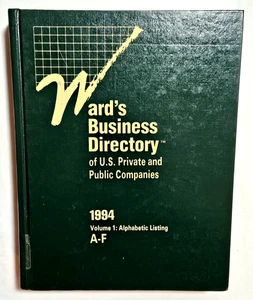 Ward's
Business
Directory™
of U.S. Private and
Public Companies
1994
Volume 1: Alphabetic Listing
A-F